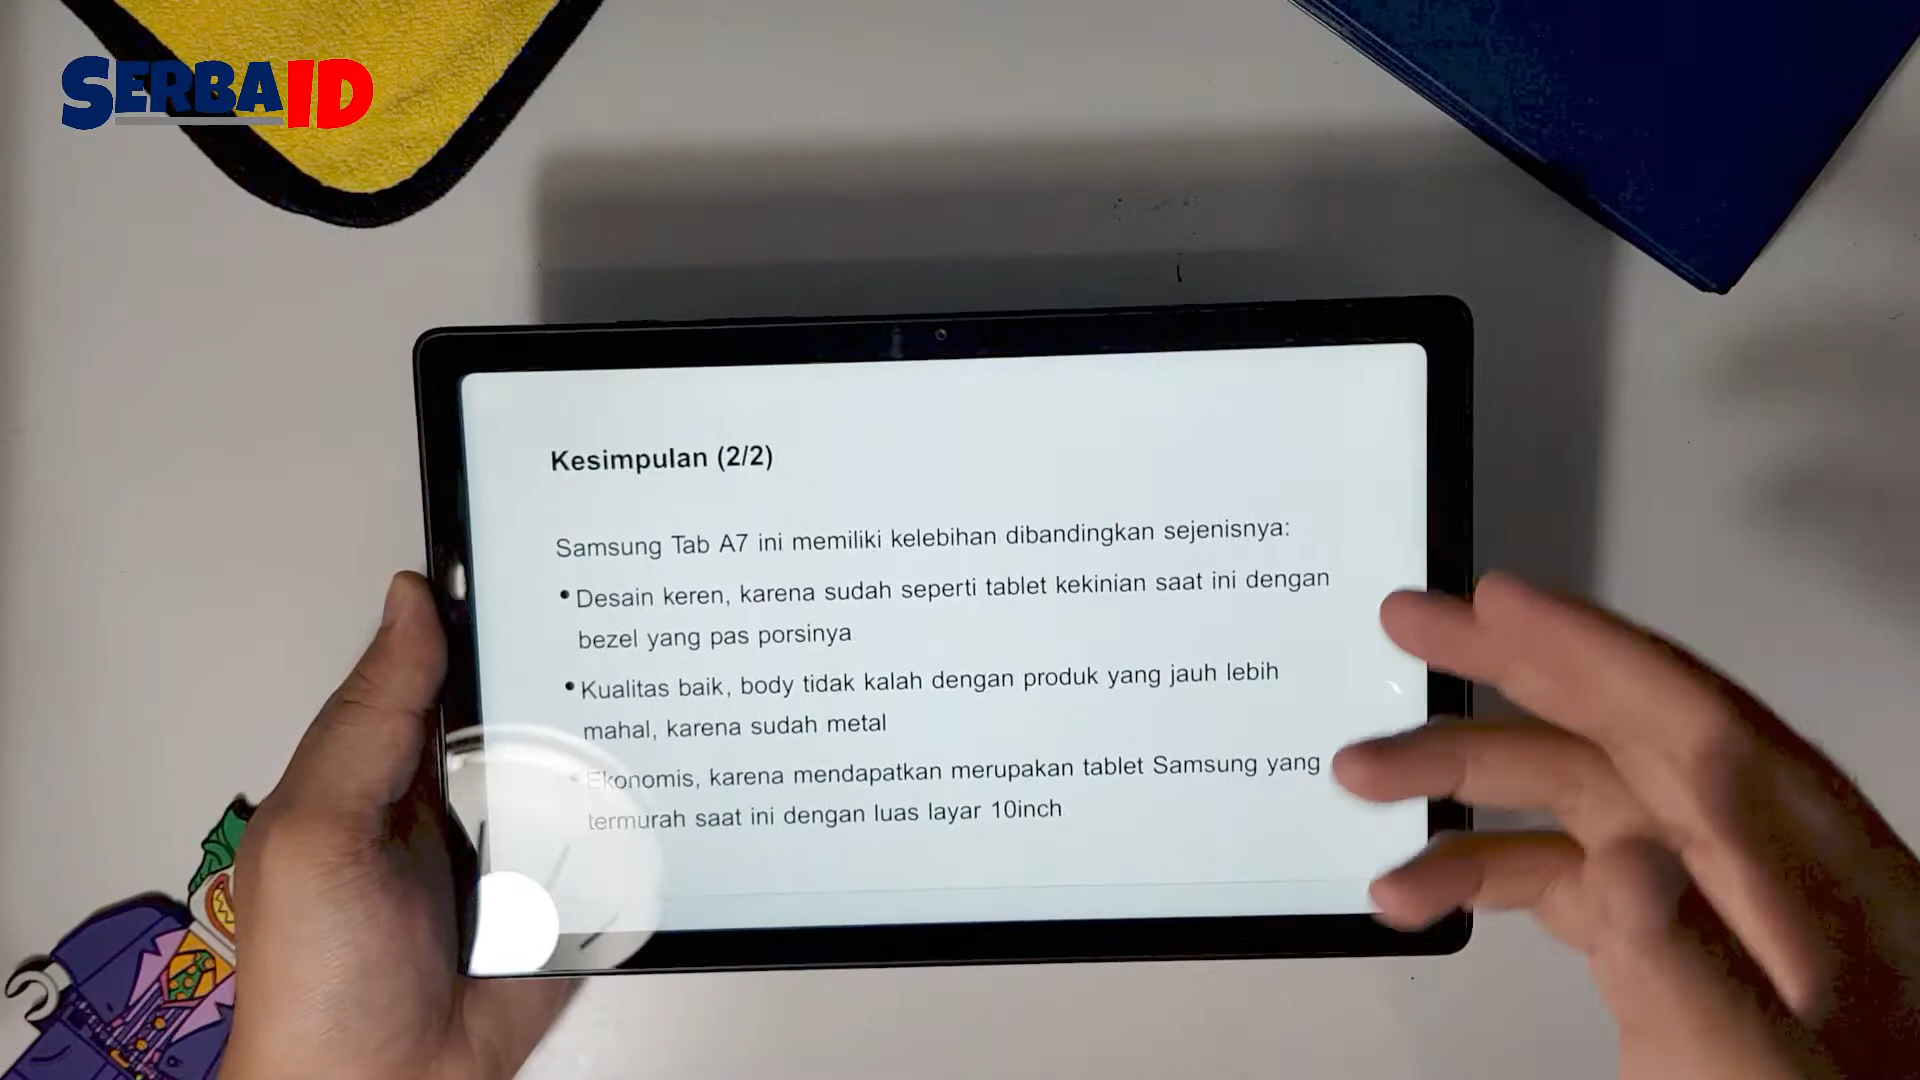 SERBAID
Kesimpulan (2/2)
Samsung Tab A7 ini memiliki kelebihan dibandingkan sejenisnya:
• Desain keren, karena sudah seperti tablet kekinian saat ini dengan
bezel yang pas porsinya
• Kualitas baik, body tidak kalah dengan produk yang jauh lebih
mahal, karena sudah metal
• Ekonomis, karena mendapatkan merupakan tablet Samsung yang
termurah saat ini dengan luas layar 10inch